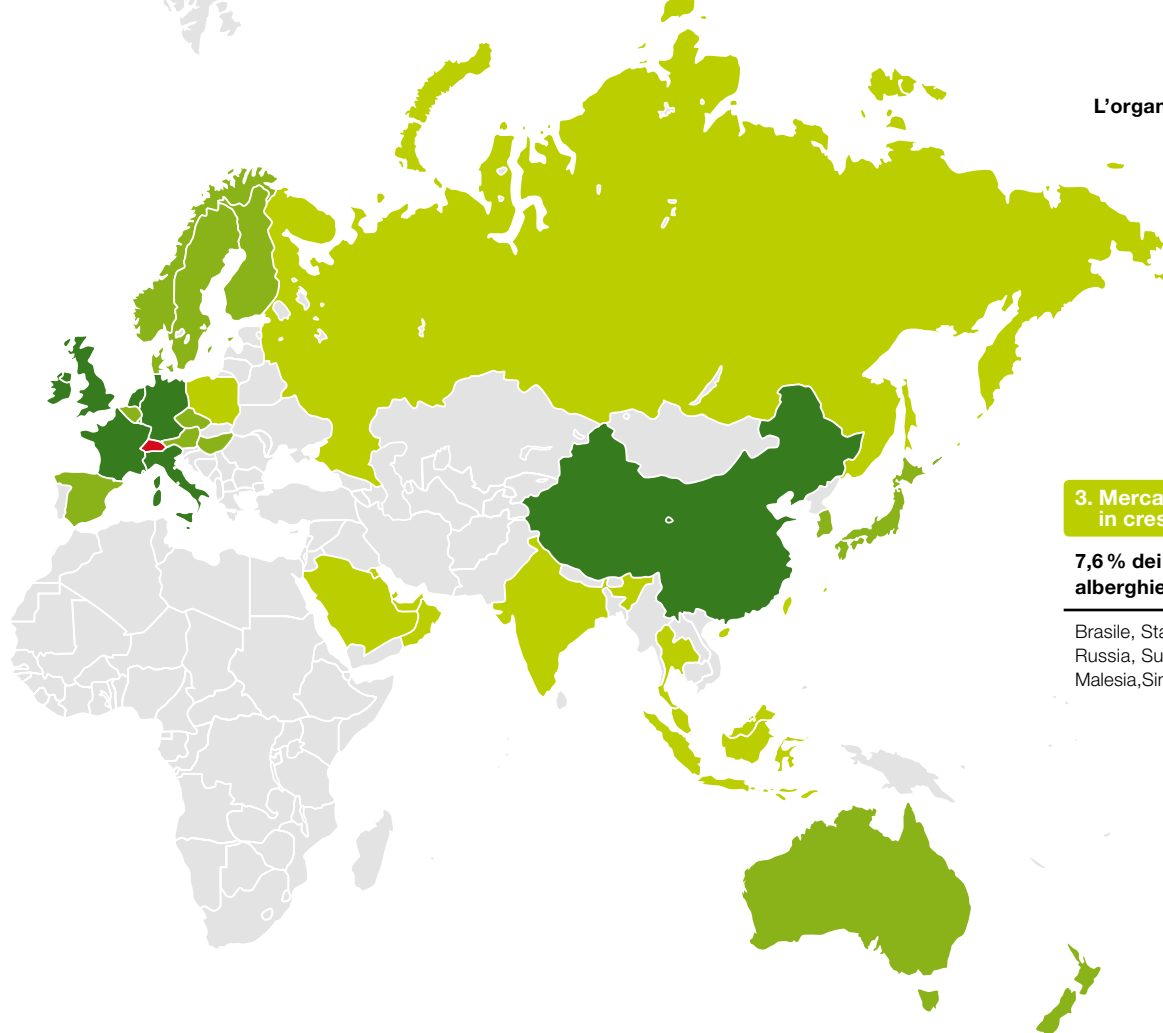 L’organ
3. Merca
in cres
7,6 % dei
alberghie
Brasile, Sta
Russia, Su
Malesia,Sin